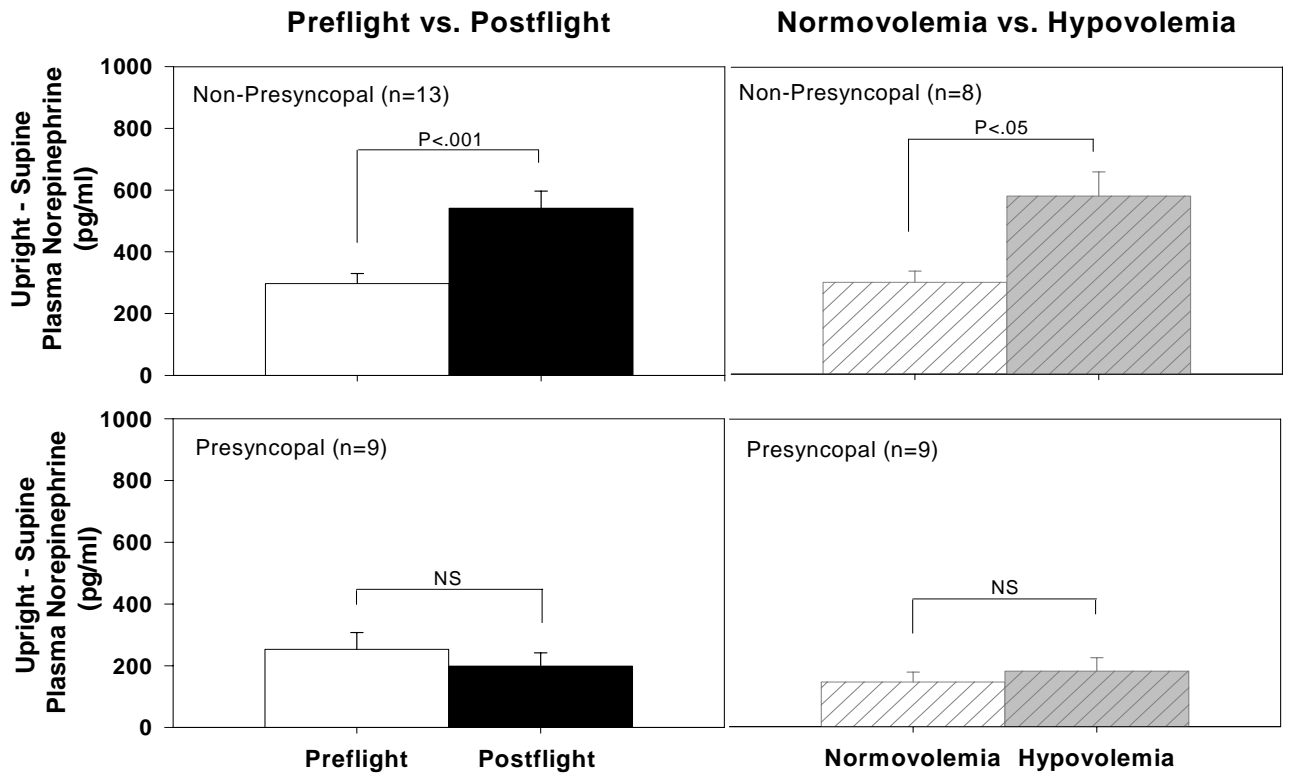 Preflight vs. Postflight
Normovolemia vs. Hypovolemia
Upright - Supine
Plasma Norepinephrine
(pg/ml)
1000
800
600
400
200
0
Non-Presyncopal (n=13)
P<.001
Non-Presyncopal (n=8)
P<.05
Upright - Supine
Plasma Norepinephrine
(pg/ml)
1000
800
600
400
200
0
Presyncopal (n=9)
NS
Presyncopal (n=9)
NS
Preflight
Postflight
Normovolemia
Hypovolemia